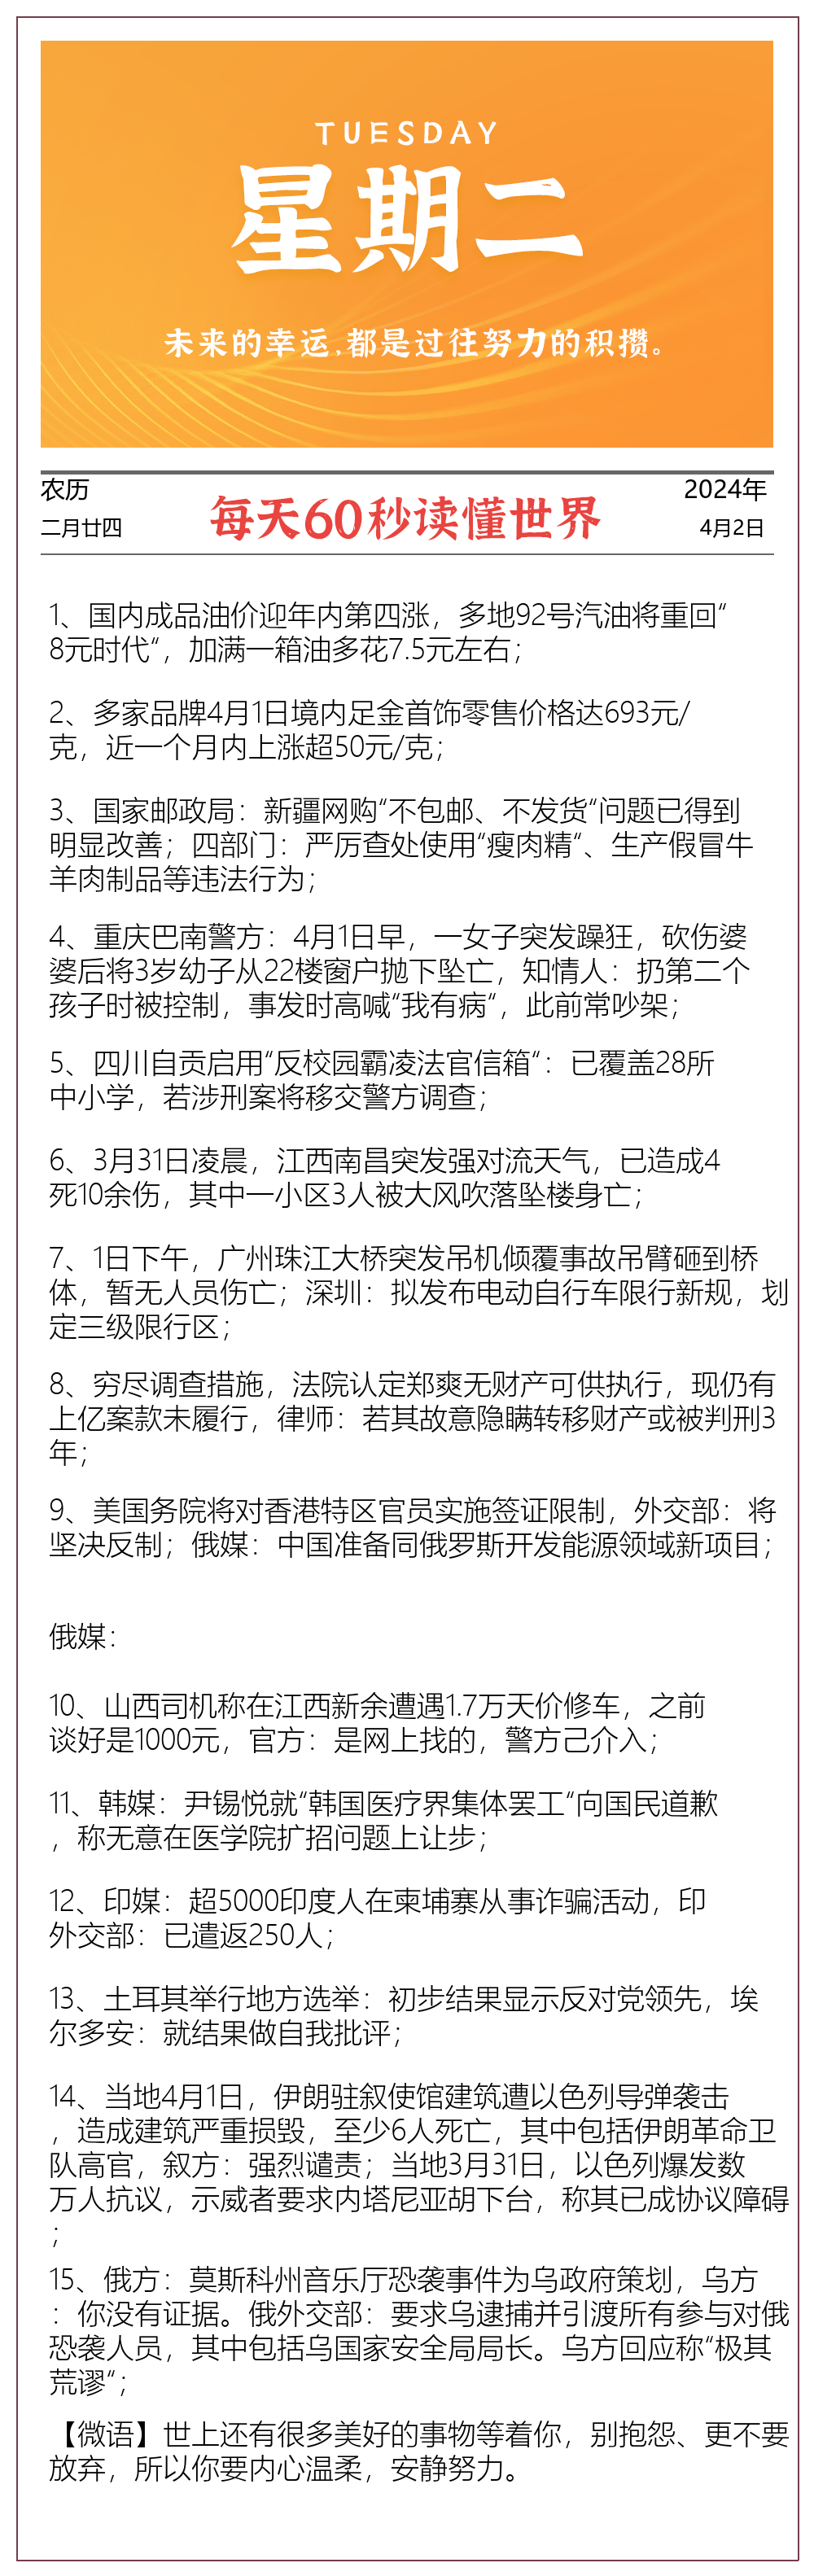 TUESDAY
星期二
未来的幸运,都是过往努力的积攒。
农历
二月廿四
每天60秒读懂世界
2024年
4月2日
1、国内成品油价迎年内第四涨，多地92号汽油将重回“
8元时代“，加满一箱油多花7.5元左右；
2、多家品牌4月1日境内足金首饰零售价格达693元/
克，近一个月内上涨超50元/克；
3、国家邮政局：新疆网购“不包邮、不发货“问题已得到
明显改善；四部门：严厉查处使用“瘦肉精“、生产假冒牛
羊肉制品等违法行为；
4、重庆巴南警方：4月1日早，一女子突发躁狂，砍伤婆
婆后将3岁幼子从22楼窗户抛下坠亡，知情人：扔第二个
孩子时被控制，事发时高喊“我有病“，此前常吵架；
5、四川自贡启用“反校园霸凌法官信箱“：已覆盖28所
中小学，若涉刑案将移交警方调查；
6、3月31日凌晨，江西南昌突发强对流天气，已造成4
死10余伤，其中一小区3人被大风吹落坠楼身亡；
7、1日下午，广州珠江大桥突发吊机倾覆事故吊臂砸到桥
体，暂无人员伤亡；深圳：拟发布电动自行车限行新规，划
定三级限行区；
8、穷尽调查措施，法院认定郑爽无财产可供执行，现仍有
上亿案款未履行，律师：若其故意隐瞒转移财产或被判刑3
年；
9、美国务院将对香港特区官员实施签证限制，外交部：将
坚决反制；俄媒：中国准备同俄罗斯开发能源领域新项目；
俄媒：
10、山西司机称在江西新余遭遇1.7万天价修车，之前
谈好是1000元，官方：是网上找的，警方己介入；
11、韩媒：尹锡悦就“韩国医疗界集体罢工“向国民道歉
，称无意在医学院扩招问题上让步；
12、印媒：超5000印度人在柬埔寨从事诈骗活动，印
外交部：已遣返250人；
13、土耳其举行地方选举：初步结果显示反对党领先，埃
尔多安：就结果做自我批评；
14、当地4月1日，伊朗驻叙使馆建筑遭以色列导弹袭击
，造成建筑严重损毁，至少6人死亡，其中包括伊朗革命卫
队高官，叙方：强烈谴责；当地3月31日，以色列爆发数
万人抗议，示威者要求内塔尼亚胡下台，称其已成协议障碍
；
15、俄方：莫斯科州音乐厅恐袭事件为乌政府策划，乌方
：你没有证据。俄外交部：要求乌逮捕并引渡所有参与对俄
恐袭人员，其中包括乌国家安全局局长。乌方回应称“极其
荒谬“；
【微语】世上还有很多美好的事物等着你，别抱怨、更不要
放弃，所以你要内心温柔，安静努力。